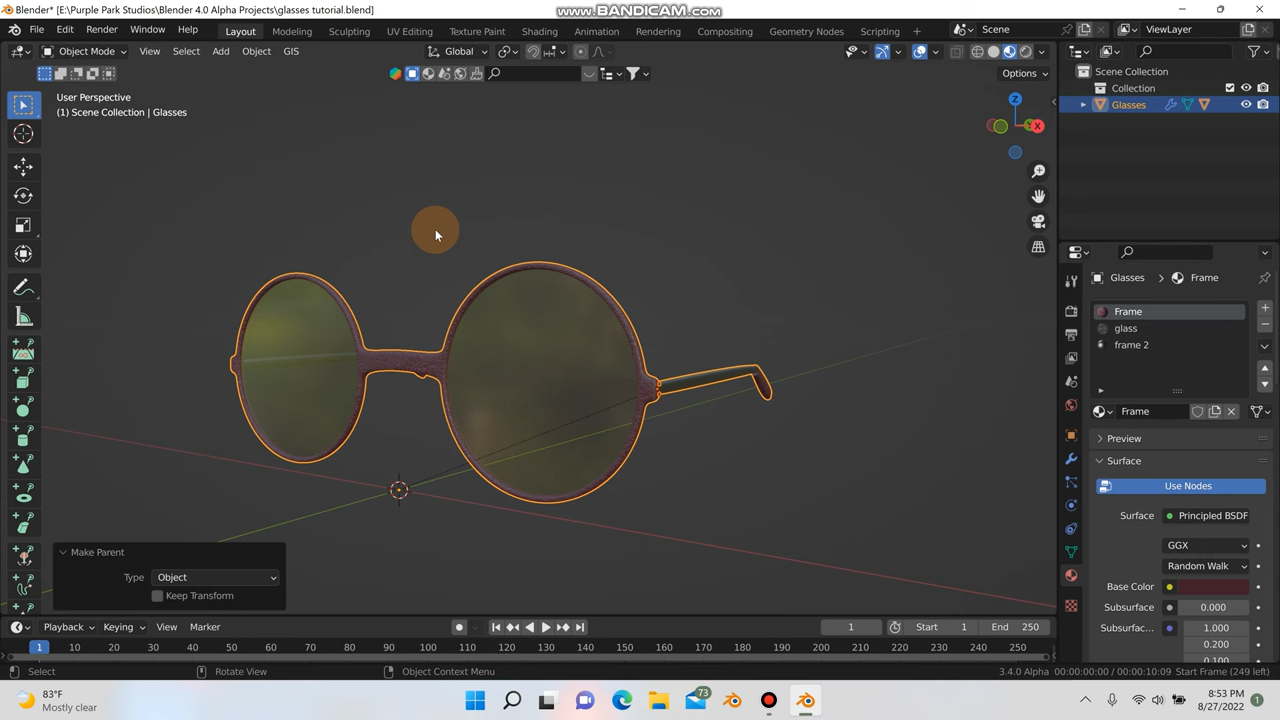 Blender* [E:\Purple Park Studios\Blender 4.0 Alpha Projects\glasses tutorial.blend]
www.BANDICAM.com
File Edit Render Window Help Layout Modeling Sculpting UV Editing Texture Paint Shading Animation Rendering Compositing Geometry Nodes Scripting + Scene ViewLayer
Object Mode View Select Add Object GIS Global
Options
User Perspective
(1) Scene Collection | Glasses
Z
X
Y
Scene Collection
Collection
Glasses
Glasses > Frame
Frame
glass
frame 2
Frame
Preview
Surface
Use Nodes
Surface Principled BSDF
GGX
Random Walk
Base Color
Subsurface 0.000
Subsurfac... 1.000
0.200
0.100
Make Parent
Type Object
Keep Transform
Playback Keying View Marker 1 Start 1 End 250
1 10 20 30 40 50 60 70 80 90 100 110 120 130 140 150 160 170 180 190 200 210 220 230 240 250
Select Rotate View Object Context Menu 3.4.0 Alpha 00:00:00:00 / 00:00:10:09 Start Frame (249 left)
83°F
Mostly clear
73
8:53 PM
8/27/2022
1